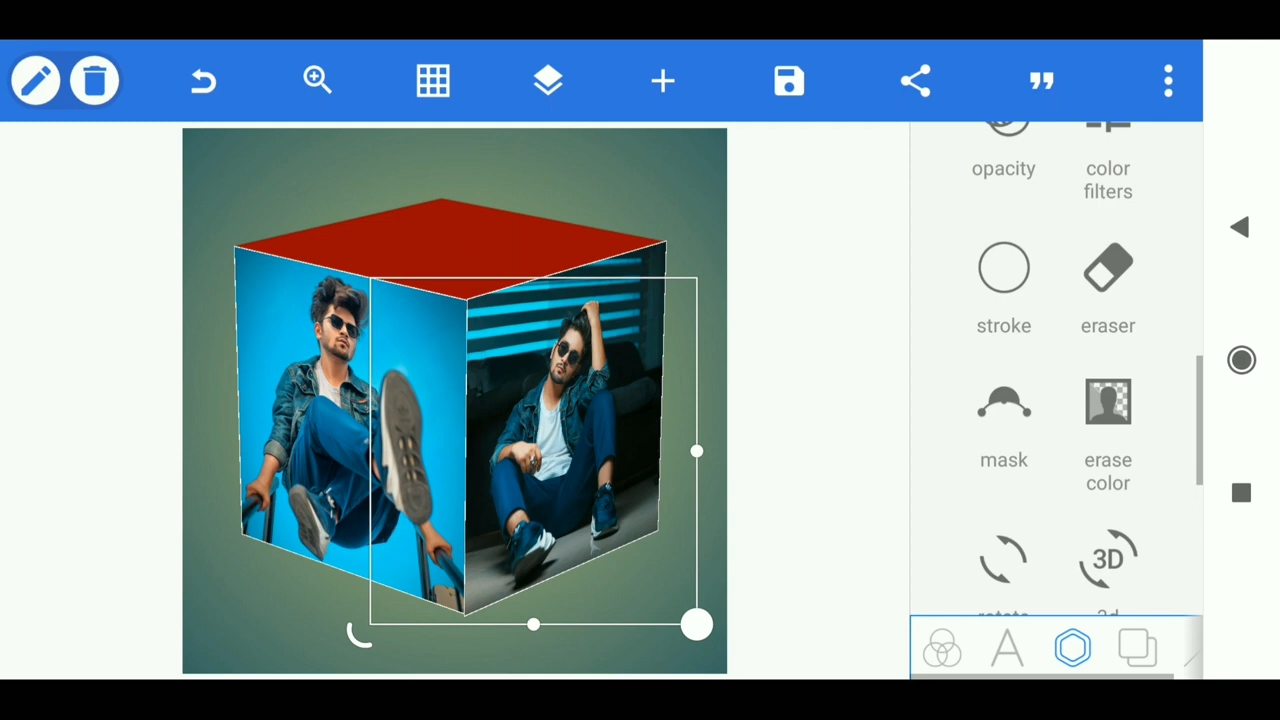 opacity
color
filters
stroke
eraser
mask
erase
color
3D
rotate
3d